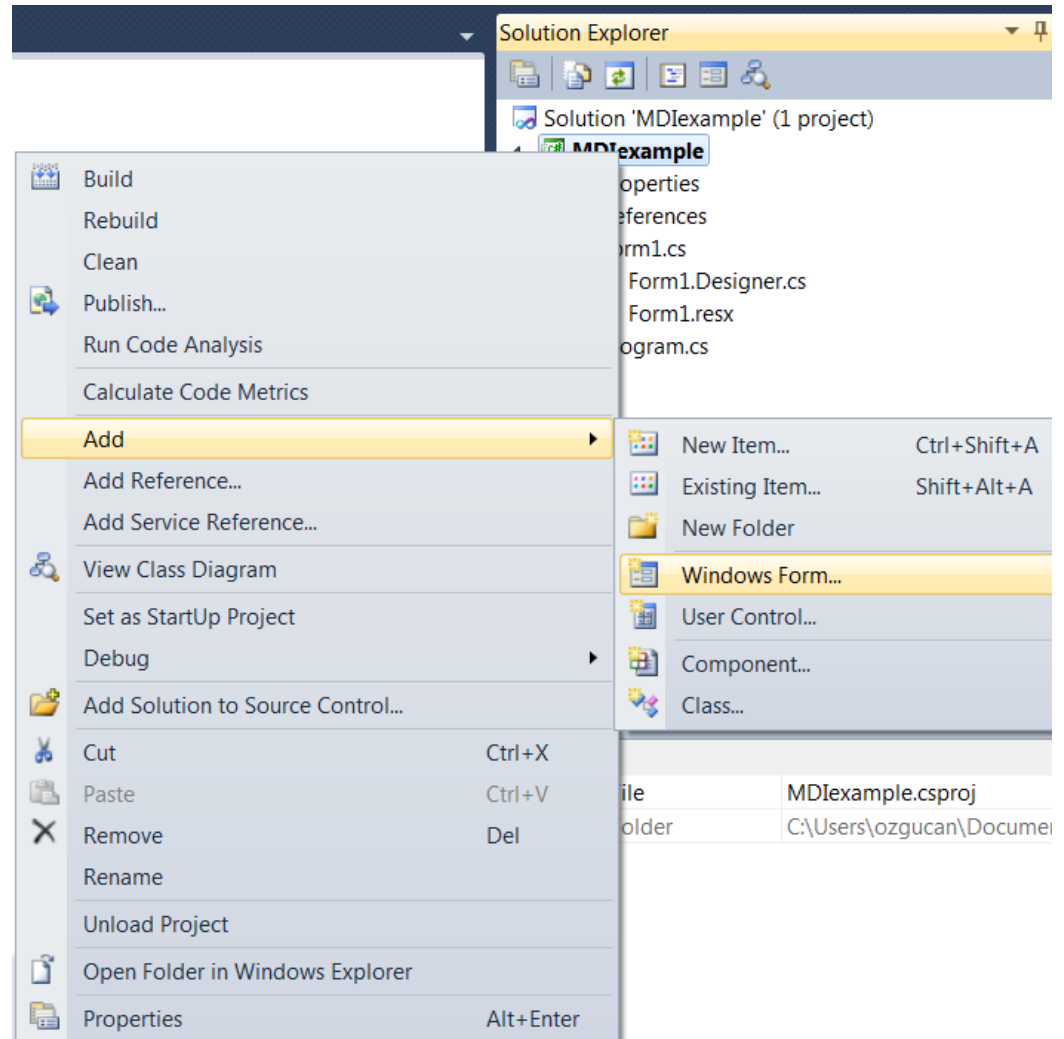 Solution Explorer
Solution 'MDIexample' (1 project)
MDIexample
operties
eferences
orm1.cs
Form1.Designer.cs
Form1.resx
ogram.cs
Build
Rebuild
Clean
Publish...
Run Code Analysis
Calculate Code Metrics
Add
Add Reference...
Add Service Reference...
View Class Diagram
Set as StartUp Project
Debug
Add Solution to Source Control...
Cut Ctrl+X
Paste Ctrl+V
Remove Del
Rename
Unload Project
Open Folder in Windows Explorer
Properties Alt+Enter
New Item... Ctrl+Shift+A
Existing Item... Shift+Alt+A
New Folder
Windows Form...
User Control...
Component...
Class...
ile MDIexample.csproj
older C:\Users\ozgucan\Documen